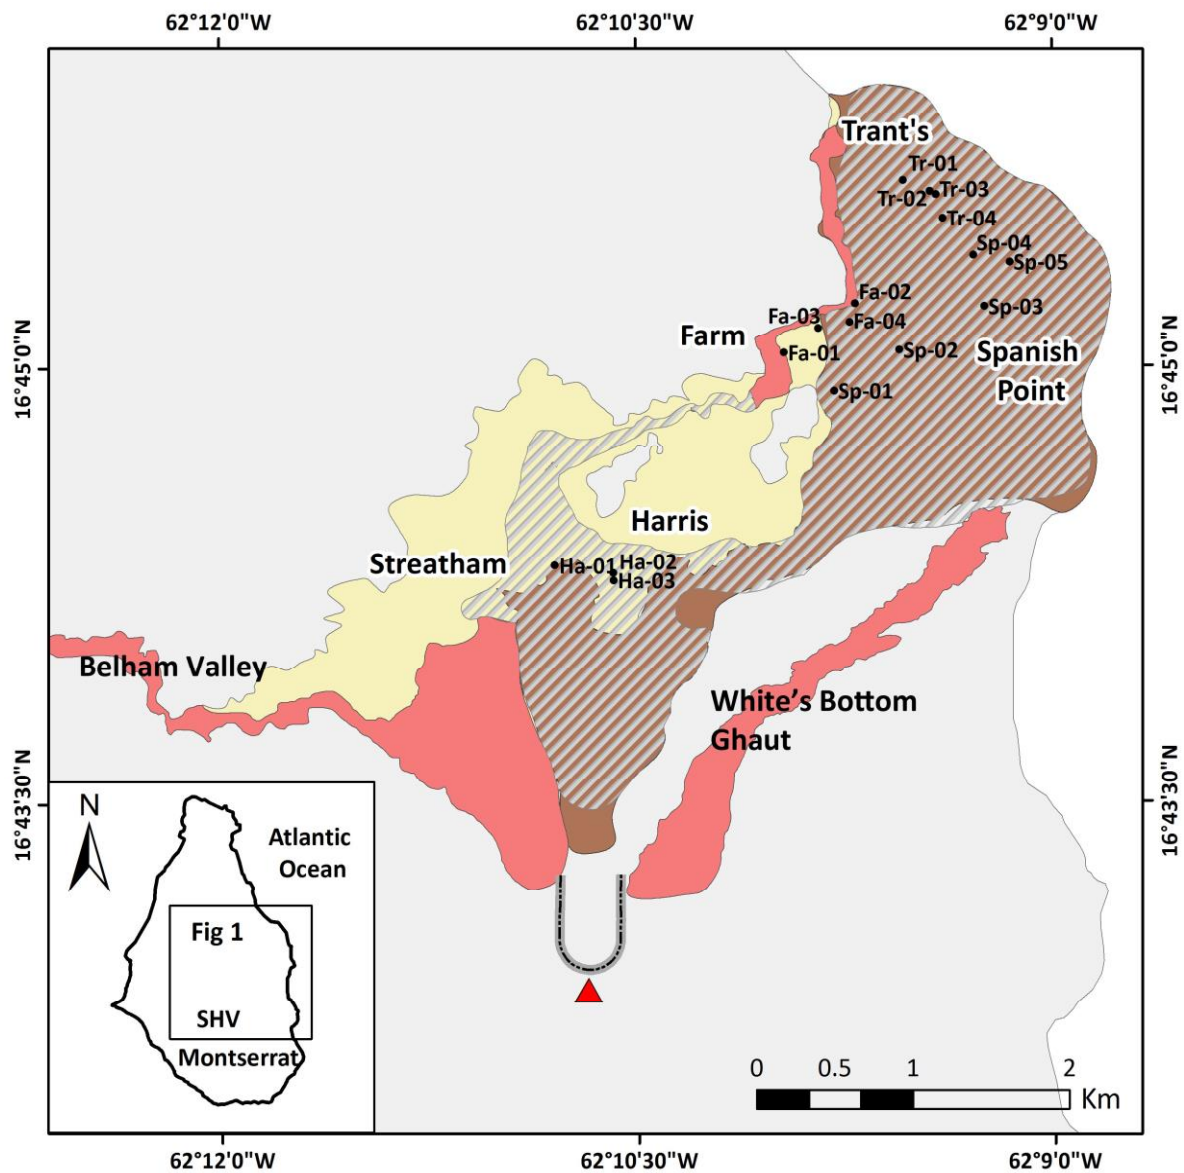 62°12'0"W
62°10'30"W
62°9'0"W
Trant's
Tr-01
Tr-02
Tr-03
Tr-04
Sp-04
Sp-05
Fa-02
Sp-03
Fa-03
Fa-04
Farm
Fa-01
Sp-02
Spanish
Point
16°45'0"N
16°45'0"N
Sp-01
Harris
Streatham
Ha-01
Ha-02
Ha-03
Belham Valley
White's Bottom
Ghaut
16°43'30"N
16°43'30"N
N
Atlantic
Ocean
Fig 1
SHV
Montserrat
0
0.5
1
2
Km
62°12'0"W
62°10'30"W
62°9'0"W